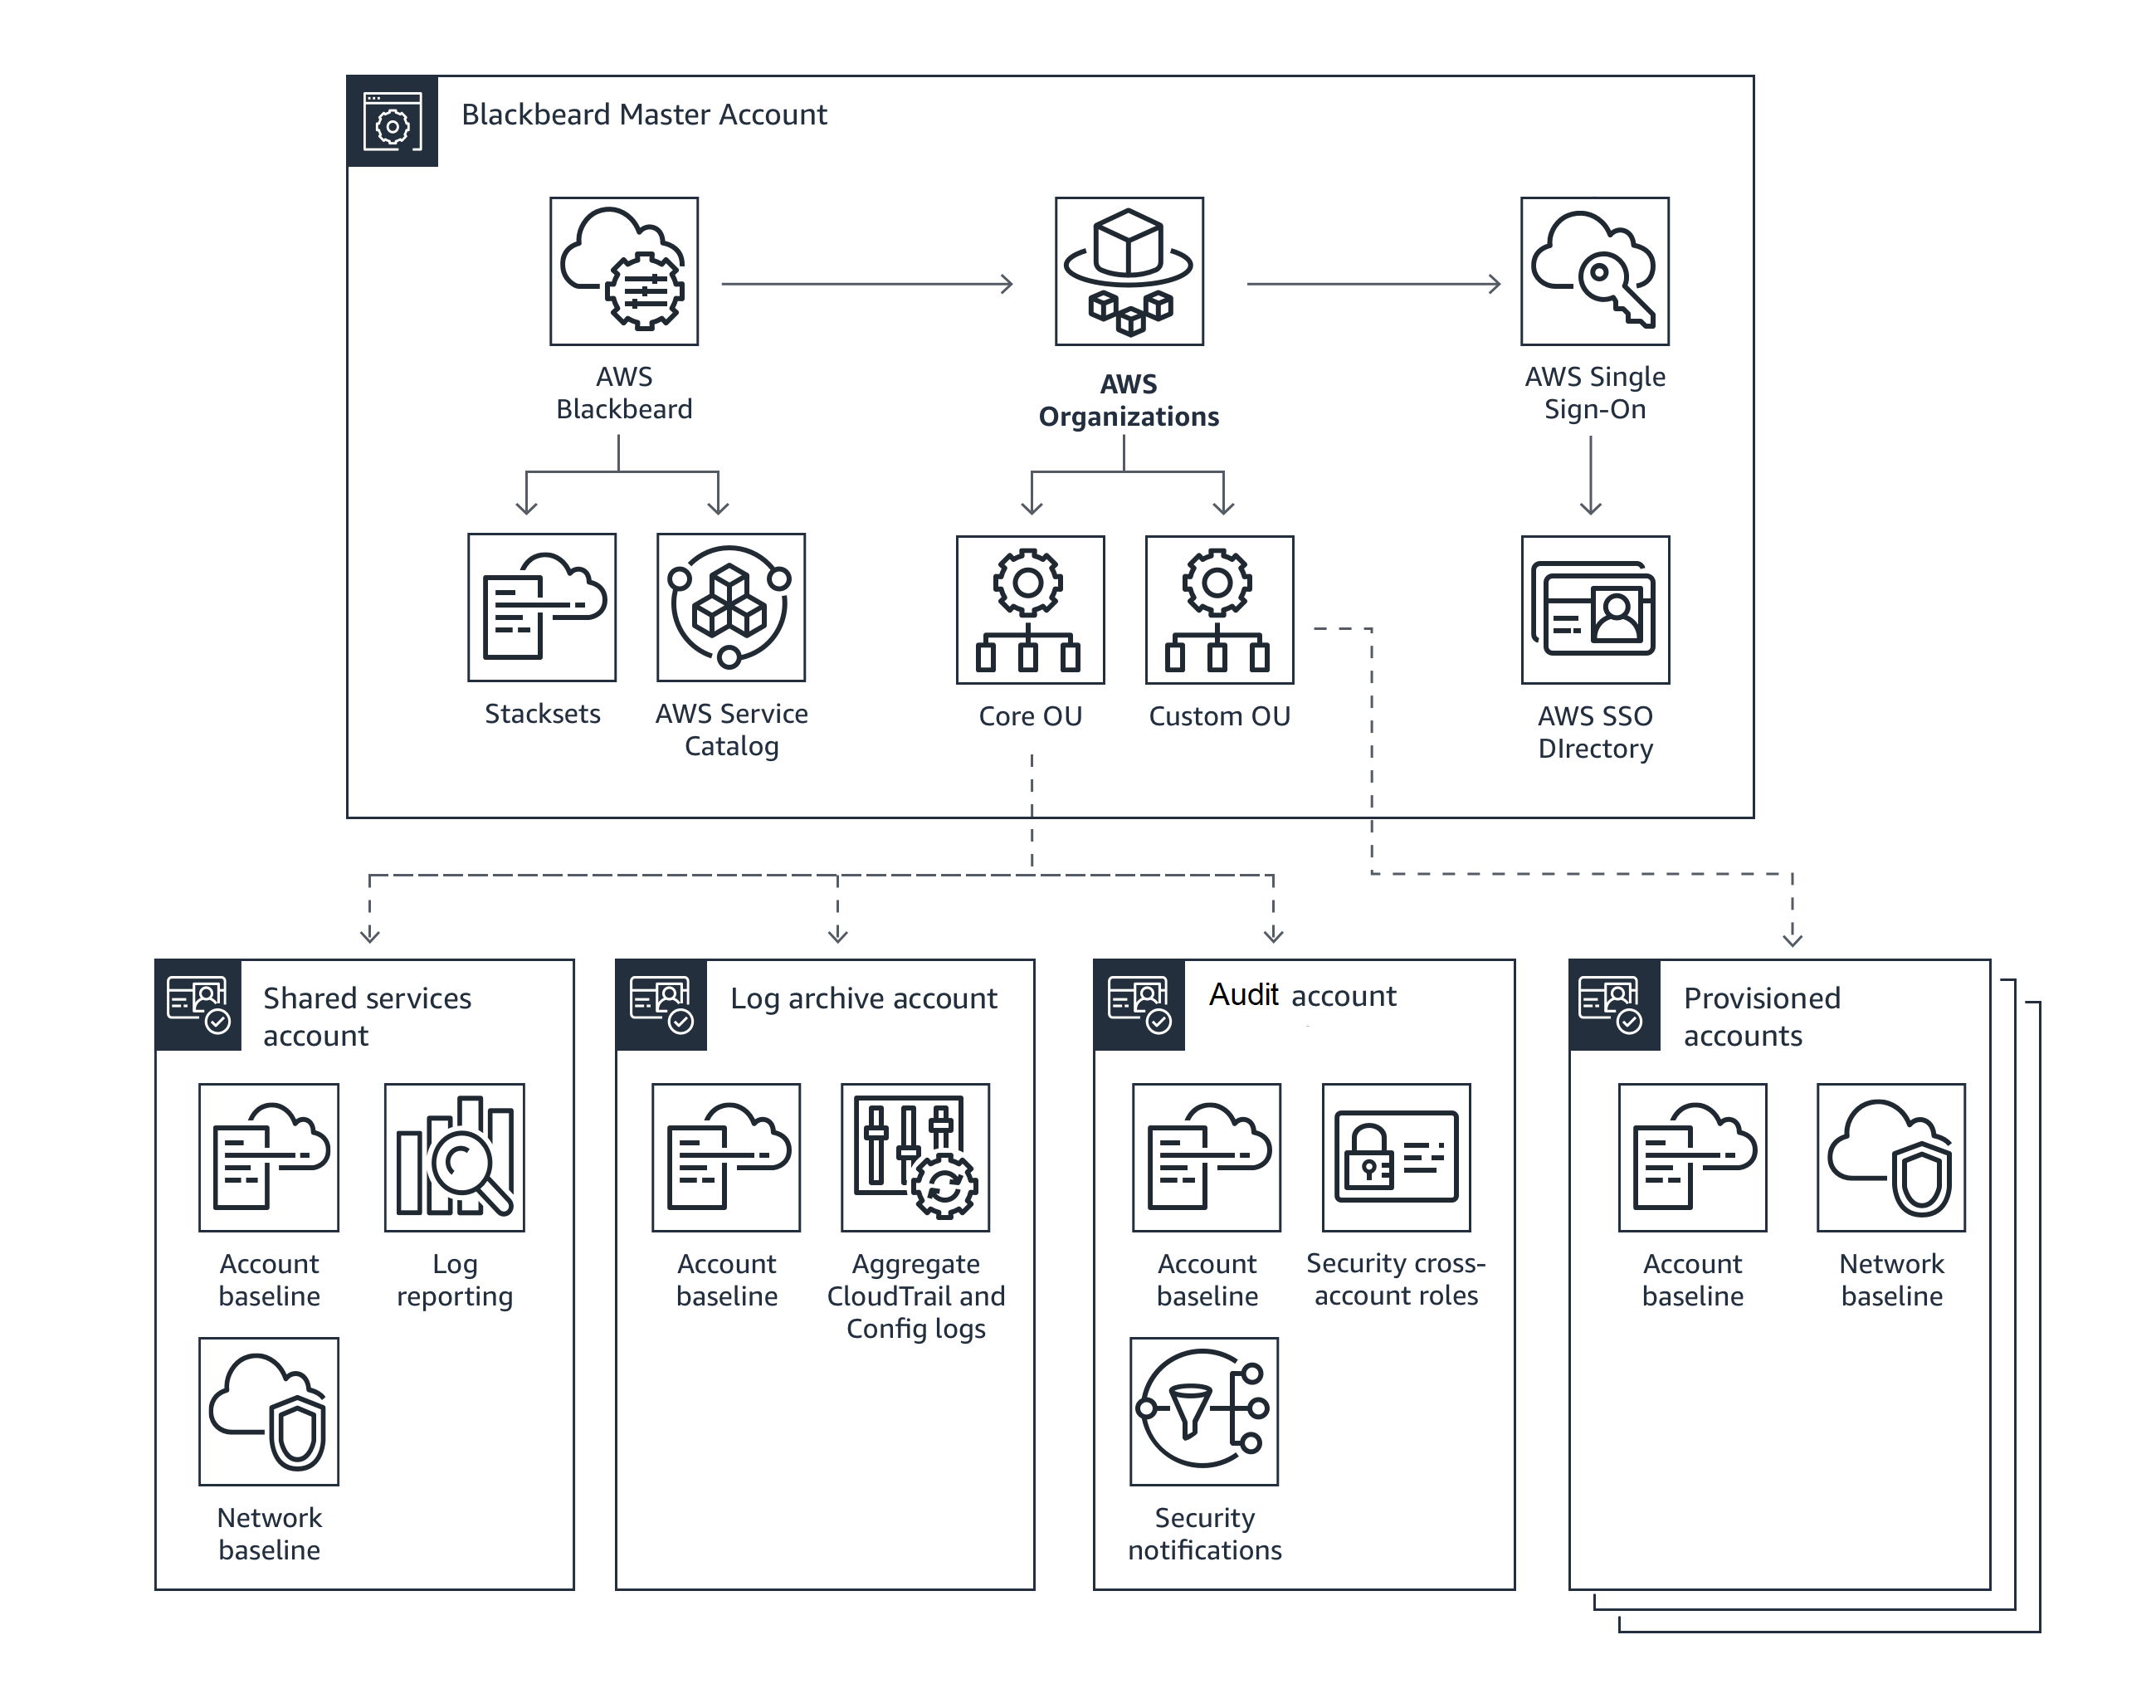 Blackbeard Master Account
AWS
Blackbeard
AWS
Organizations
AWS Single
Sign-On
Stacksets
AWS Service
Catalog
Core OU
Custom OU
AWS SSO
DIrectory
Shared services
account
Account
baseline
Log
reporting
Network
baseline
Log archive account
Account
baseline
Aggregate
CloudTrail and
Config logs
Audit account
Account
baseline
Security cross-
account roles
Security
notifications
Provisioned
accounts
Account
baseline
Network
baseline